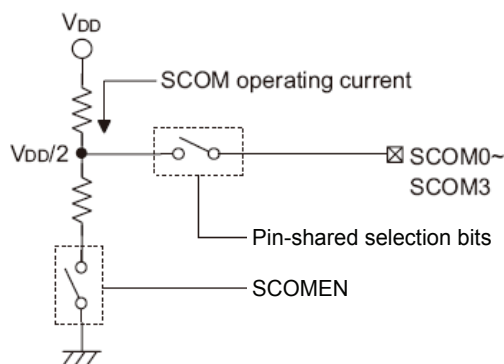 VDD
SCOM operating current
VDD/2
SCOM0~
SCOM3
Pin-shared selection bits
SCOMEN